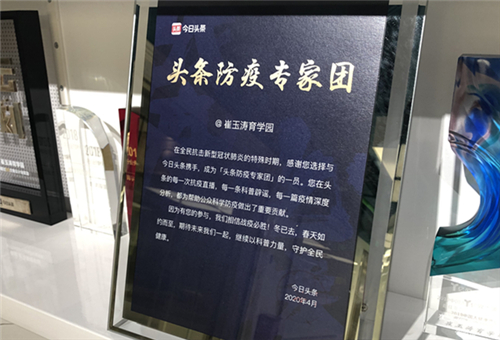 今日头条
头条防疫专家团
@崔玉涛育学园
在全民抗击新型冠状肺炎的特殊时期，感谢您选择与
今日头条携手，成为「头条防疫专家团」的一员。您在头
条的每一次抗疫直播，每一条科普辟谣，每一篇疫情深度
分析，都为帮助公众科学防疫做出了重要贡献。
因为有您的参与，我们相信战疫必胜！冬已去，春天如
约而至，期待未来我们一起，继续以科普力量，守护全民
健康。
今日头条
2020年4月